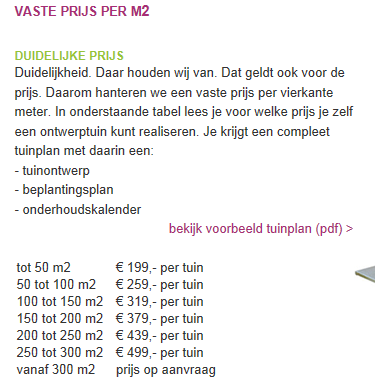 VASTE PRIJS PER M2
DUIDELIJKE PRIJS
Duidelijkheid. Daar houden wij van. Dat geldt ook voor de
prijs. Daarom hanteren we een vaste prijs per vierkante
meter. In onderstaande tabel lees je voor welke prijs je zelf
een ontwerptuin kunt realiseren. Je krijgt een compleet
tuinplan met daarin een:
- tuinontwerp
- beplantingsplan
- onderhoudskalender
bekijk voorbeeld tuinplan (pdf) >
tot 50 m2 € 199,- per tuin
50 tot 100 m2 € 259,- per tuin
100 tot 150 m2 € 319,- per tuin
150 tot 200 m2 € 379,- per tuin
200 tot 250 m2 € 439,- per tuin
250 tot 300 m2 € 499,- per tuin
vanaf 300 m2 prijs op aanvraag